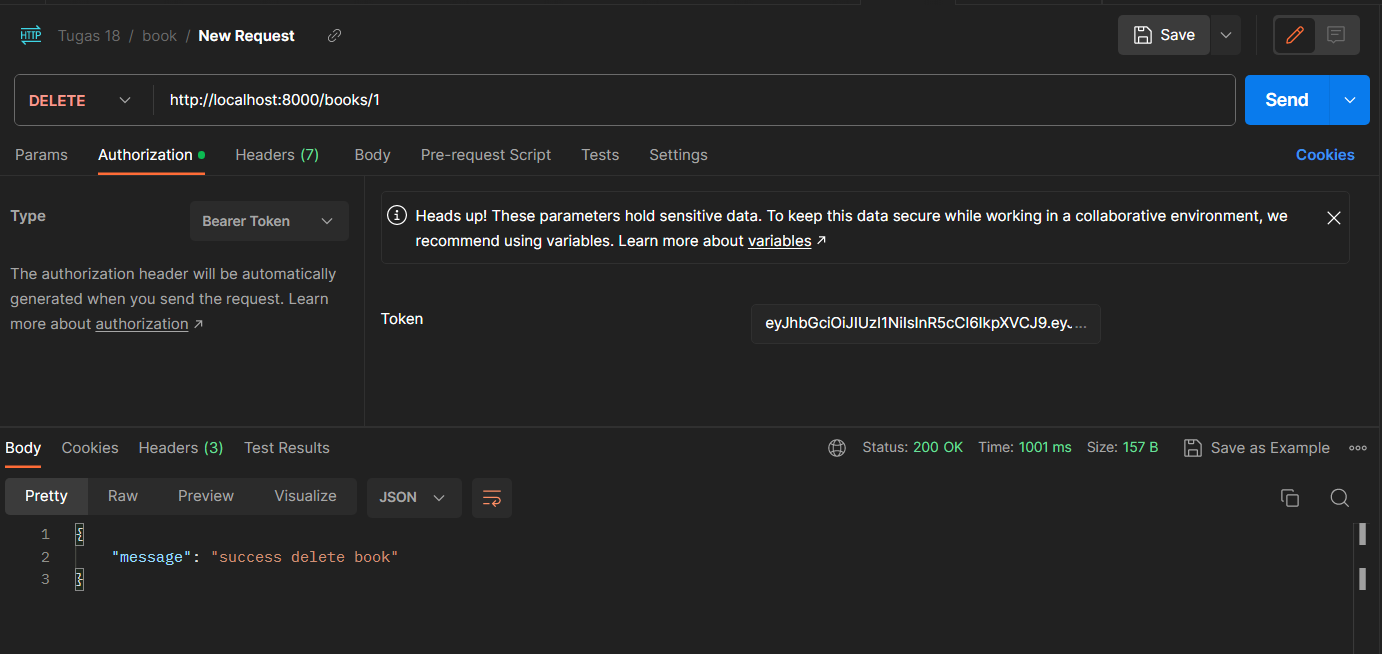 HTTP Tugas 18 / book / New Request Save
DELETE http://localhost:8000/books/1 Send
Params Authorization Headers (7) Body Pre-request Script Tests Settings Cookies
Type Bearer Token
The authorization header will be automatically
generated when you send the request. Learn
more about authorization ↗
Heads up! These parameters hold sensitive data. To keep this data secure while working in a collaborative environment, we
recommend using variables. Learn more about variables ↗
Token eyJhbGciOiJIUzI1NiIsInR5cCI6IkpXVCJ9.eyJ...
Body Cookies Headers (3) Test Results Status: 200 OK Time: 1001 ms Size: 157 B Save as Example
Pretty Raw Preview Visualize JSON
1 {
2 "message": "success delete book"
3 }